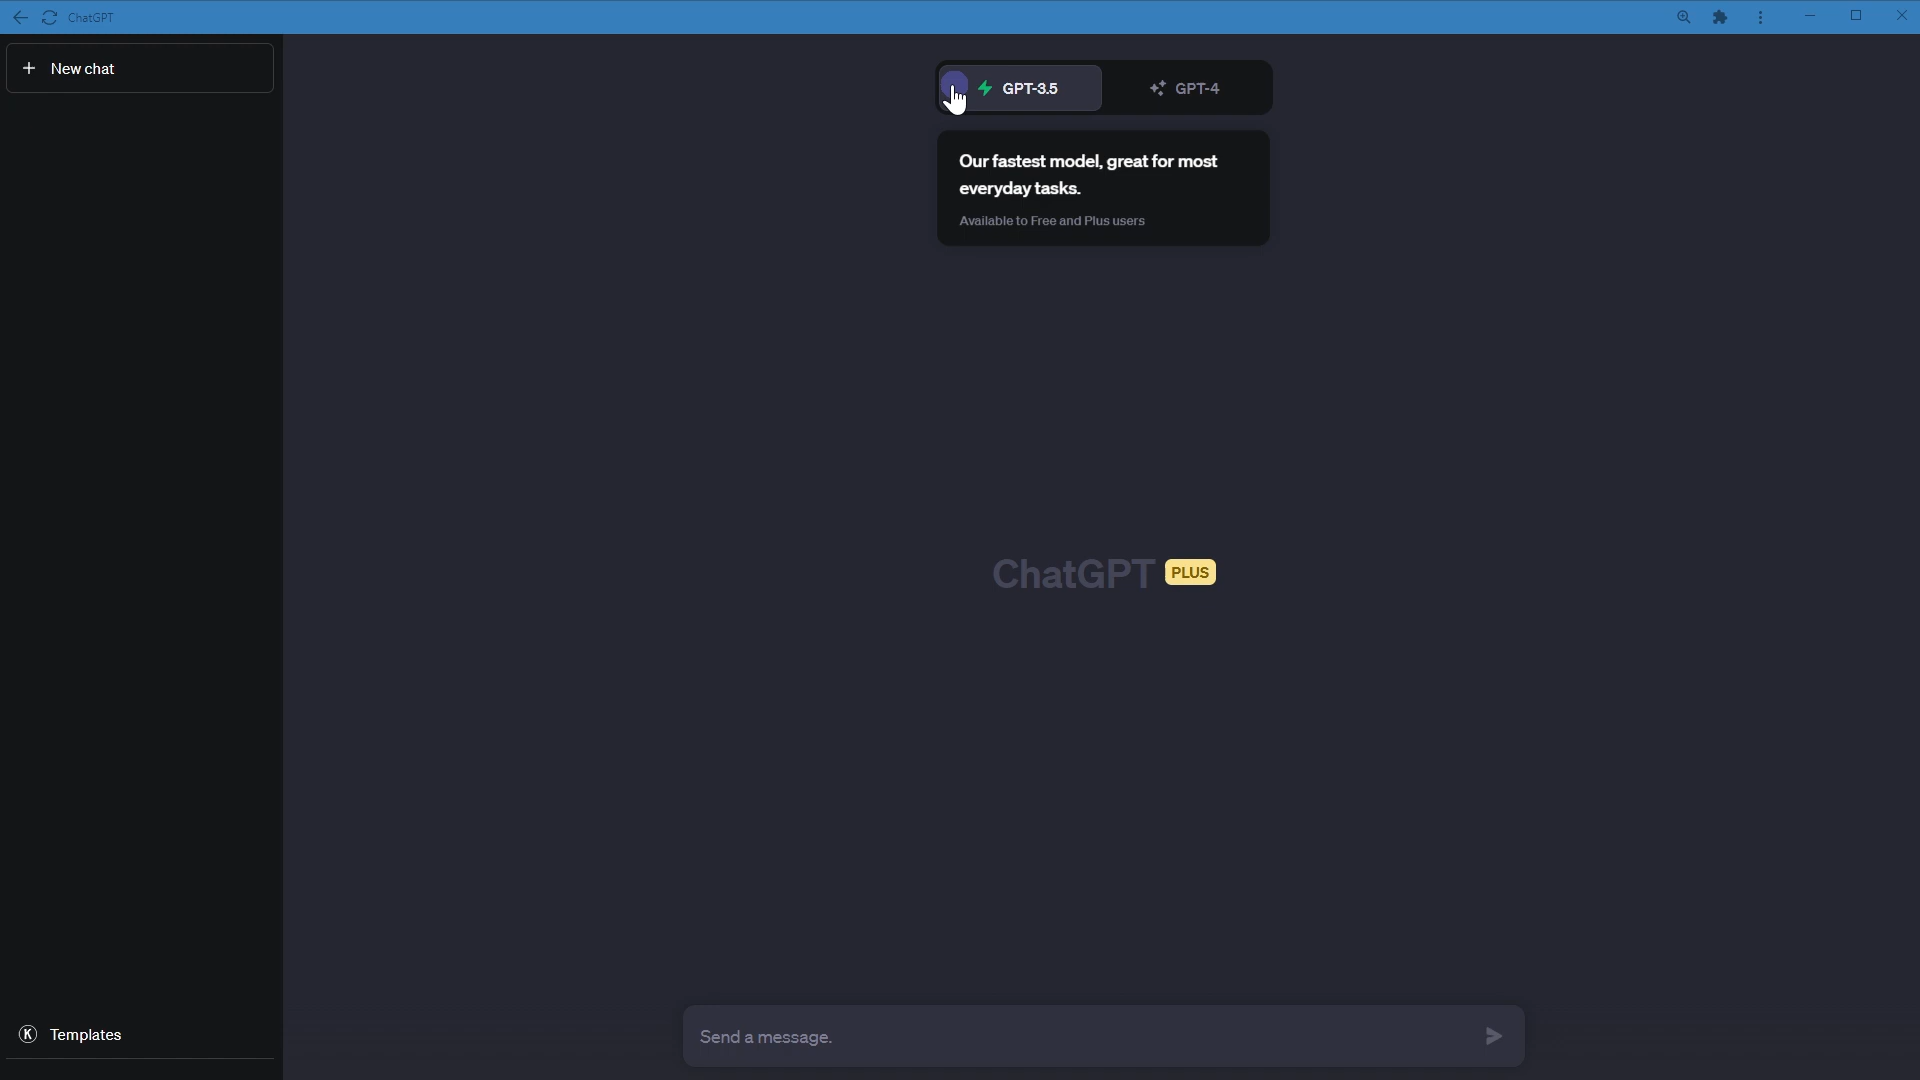 ChatGPT
New chat
GPT-3.5
GPT-4
Our fastest model, great for most
everyday tasks.
Available to Free and Plus users
ChatGPT PLUS
K Templates
Send a message.